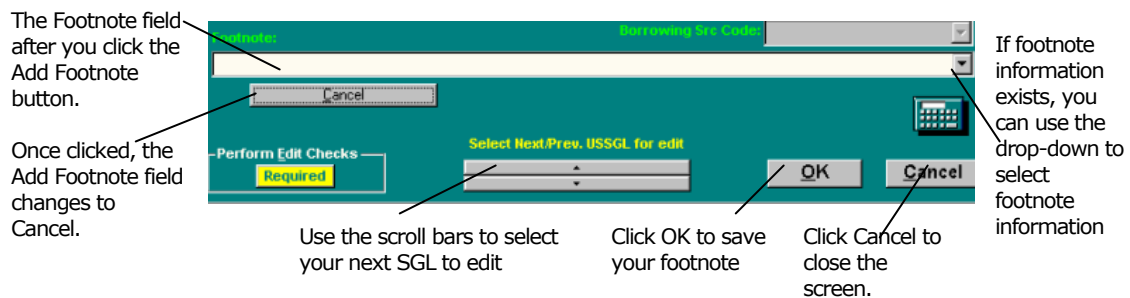 The Footnote field
after you click the
Add Footnote
button.
Once clicked, the
Add Footnote field
changes to
Cancel.
Footnote:
Borrowing Src Code:
Cancel
Perform Edit Checks
Required
Select Next/Prev. USSGL for edit
OK
Cancel
If footnote
information
exists, you
can use the
drop-down to
select
footnote
information
Use the scroll bars to select
your next SGL to edit
Click OK to save
your footnote
Click Cancel to
close the
screen.